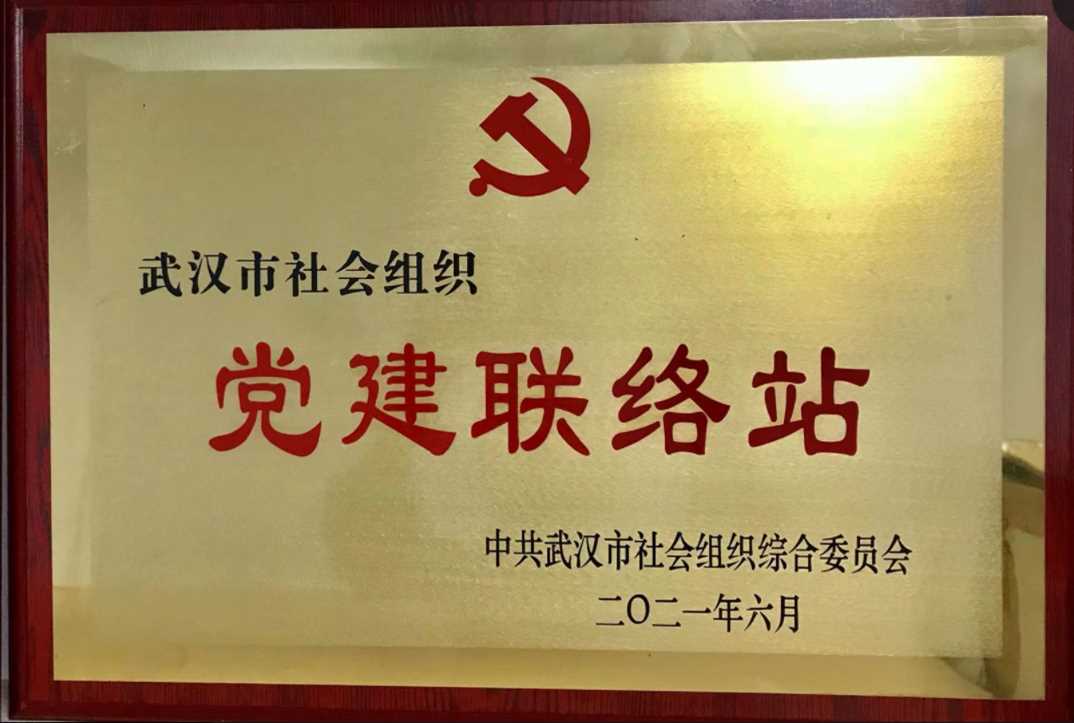 武汉市社会组织
党建联络站
中共武汉市社会组织综合委员会
二〇二一年六月